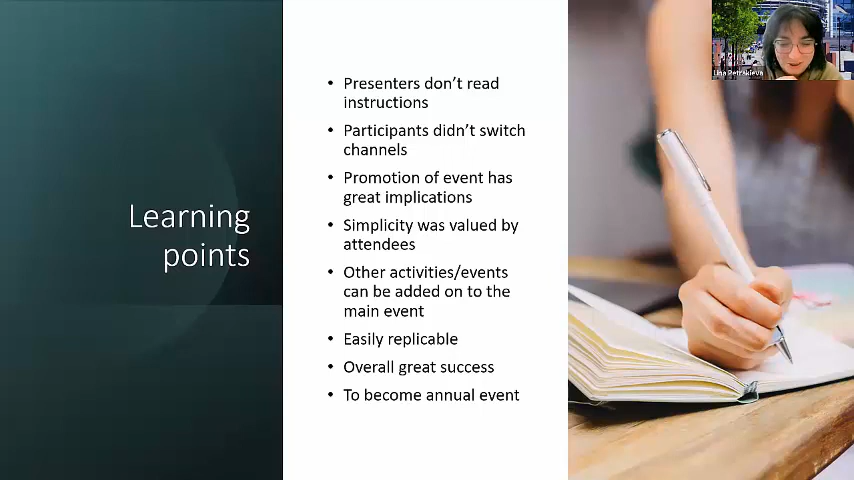 Learning
points
• Presenters don't read
instructions
• Participants didn't switch
channels
• Promotion of event has
great implications
• Simplicity was valued by
attendees
• Other activities/events
can be added on to the
main event
• Easily replicable
• Overall great success
• To become annual event
Lina Petrakieva